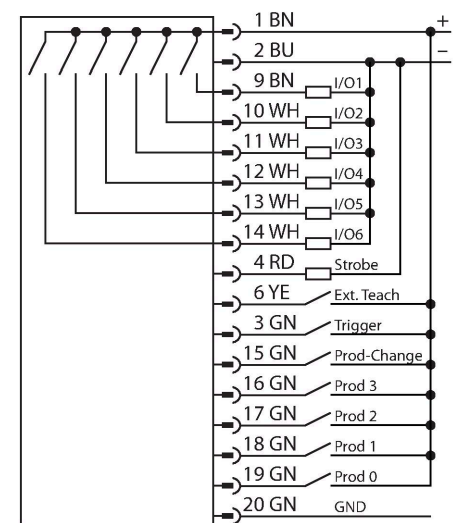 1 BN +
2 BU −
9 BN I/O1
10 WH I/O2
11 WH I/O3
12 WH I/O4
13 WH I/O5
14 WH I/O6
4 RD Strobe
6 YE Ext. Teach
3 GN Trigger
15 GN Prod-Change
16 GN Prod 3
17 GN Prod 2
18 GN Prod 1
19 GN Prod 0
20 GN GND